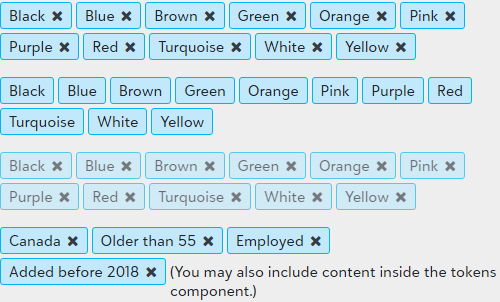 Black ✖ Blue ✖ Brown ✖ Green ✖ Orange ✖ Pink ✖
Purple ✖ Red ✖ Turquoise ✖ White ✖ Yellow ✖
Black Blue Brown Green Orange Pink Purple Red
Turquoise White Yellow
Black ✖ Blue ✖ Brown ✖ Green ✖ Orange ✖ Pink ✖
Purple ✖ Red ✖ Turquoise ✖ White ✖ Yellow ✖
Canada ✖ Older than 55 ✖ Employed ✖
Added before 2018 ✖ (You may also include content inside the tokens
component.)